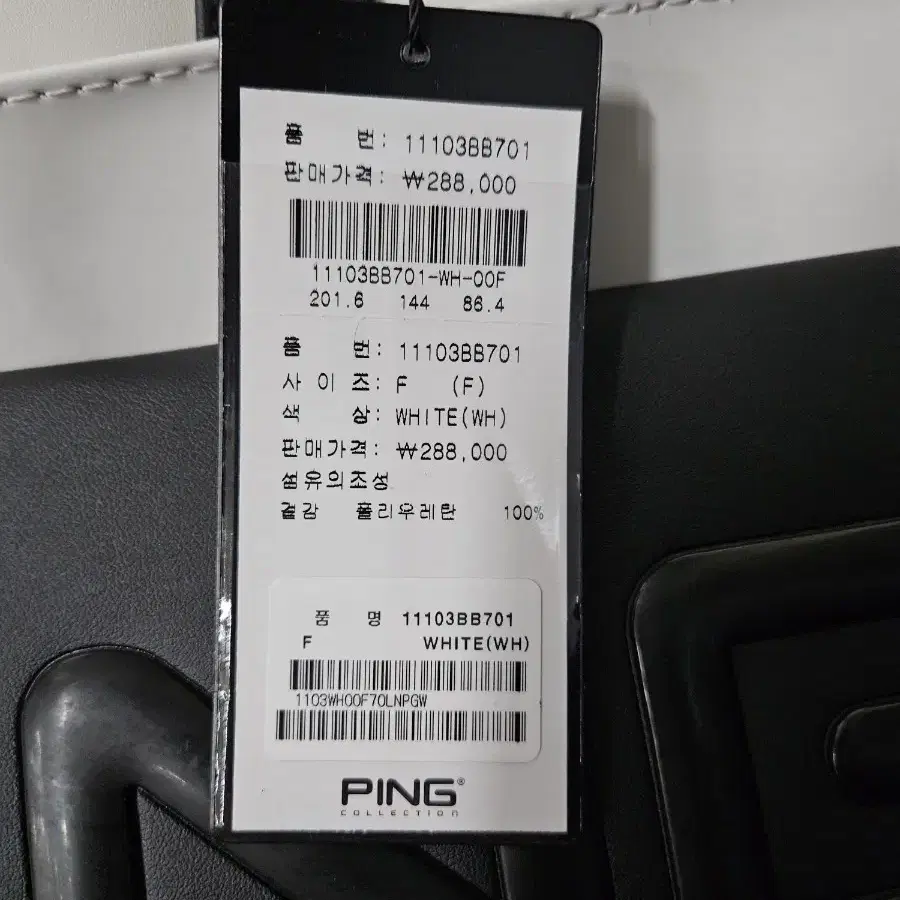 품 번: 11103BB701
판매가격: ₩288,000
11103BB701-WH-00F
201.6 144 86.4
품 번: 11103BB701
사 이 즈: F (F)
색 상: WHITE(WH)
판매가격: ₩288,000
섬유의조성
겉감 폴리우레탄 100%
품 명 11103BB701
F WHITE(WH)
1103WH00F70LNPGW
PING®
COLLECTION